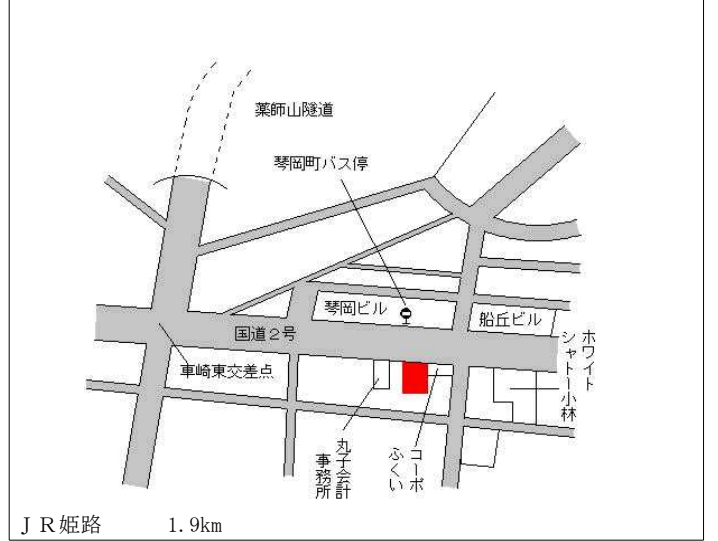 薬師山隧道
琴岡町バス停
琴岡ビル
船丘ビル
国道2号
ホワイト
シャトー小林
車崎東交差点
丸子会計
事務所
コーポ
ふくい
JR姫路 1.9km